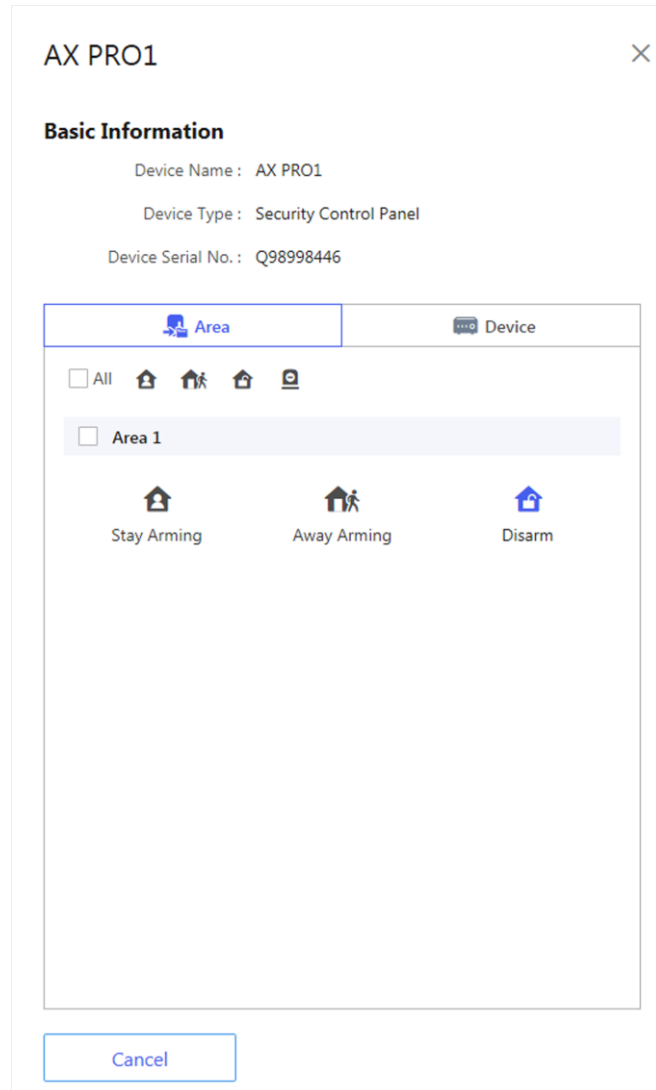 AX PRO1
Basic Information
Device Name : AX PRO1
Device Type : Security Control Panel
Device Serial No. : Q98998446
Area Device
All
Area 1
Stay Arming Away Arming Disarm
Cancel